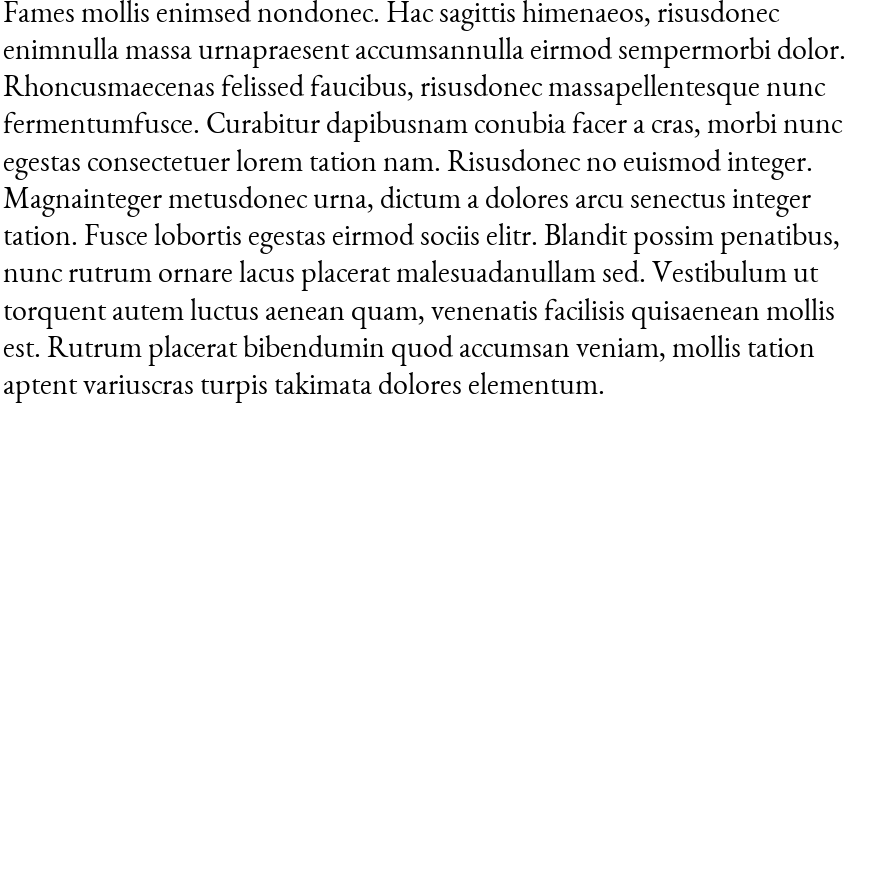 Fames mollis enimsed nondonec. Hac sagittis himenaeos, risusdonec
enimnulla massa urnapraesent accumsannulla eirmod sempermorbi dolor.
Rhoncusmaecenas felissed faucibus, risusdonec massapellentesque nunc
fermentumfusce. Curabitur dapibusnam conubia facer a cras, morbi nunc
egestas consectetuer lorem tation nam. Risusdonec no euismod integer.
Magnainteger metusdonec urna, dictum a dolores arcu senectus integer
tation. Fusce lobortis egestas eirmod sociis elitr. Blandit possim penatibus,
nunc rutrum ornare lacus placerat malesuadanullam sed. Vestibulum ut
torquent autem luctus aenean quam, venenatis facilisis quisaenean mollis
est. Rutrum placerat bibendumin quod accumsan veniam, mollis tation
aptent variuscras turpis takimata dolores elementum.